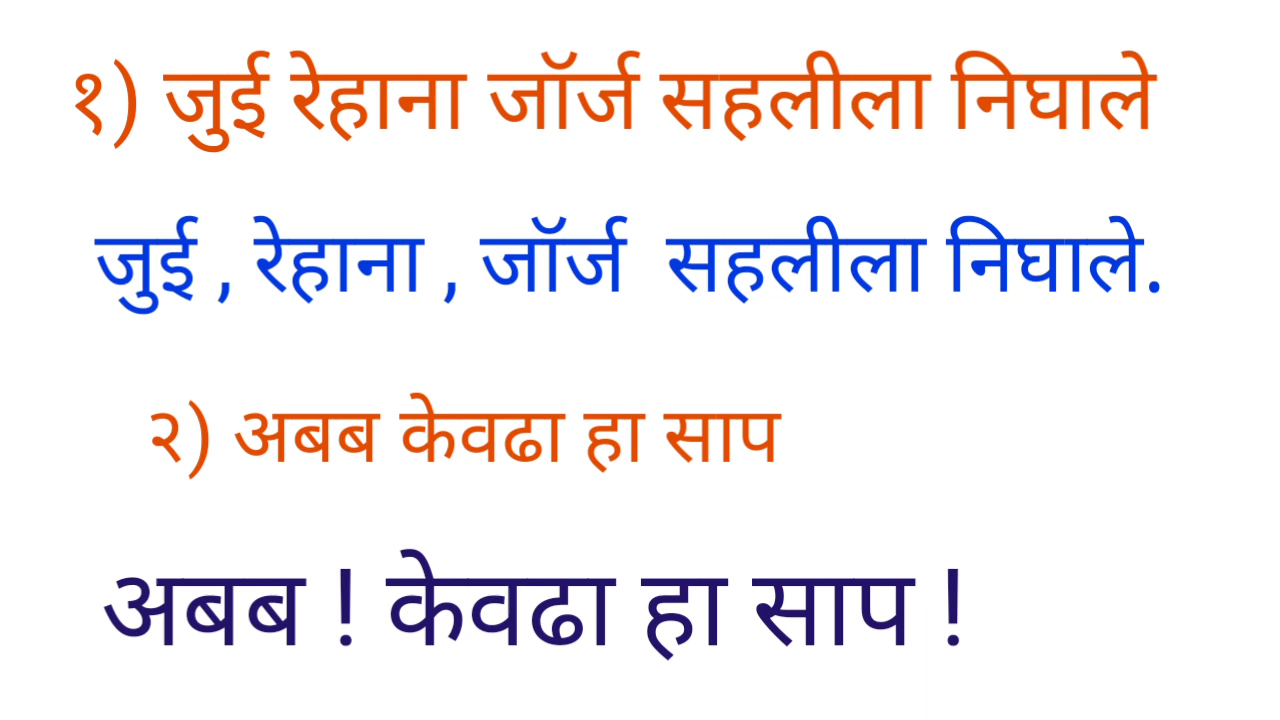 १) जुई रेहाना जॉर्ज सहलीला निघाले
जुई , रेहाना , जॉर्ज सहलीला निघाले.
२) अबब केवढा हा साप
अबब ! केवढा हा साप !